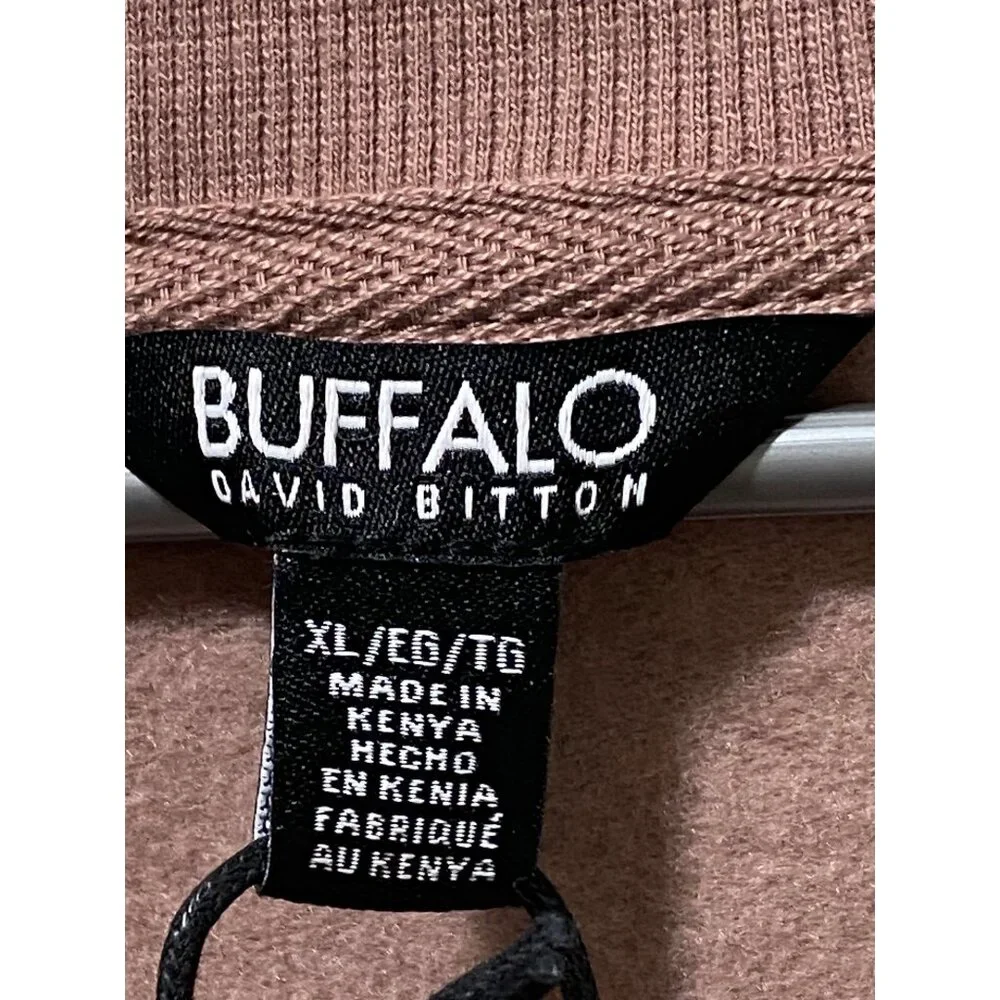 BUFFALO
DAVID BITTON
XL/EG/TG
MADE IN
KENYA
HECHO
EN KENIA
FABRIQUÉ
AU KENYA